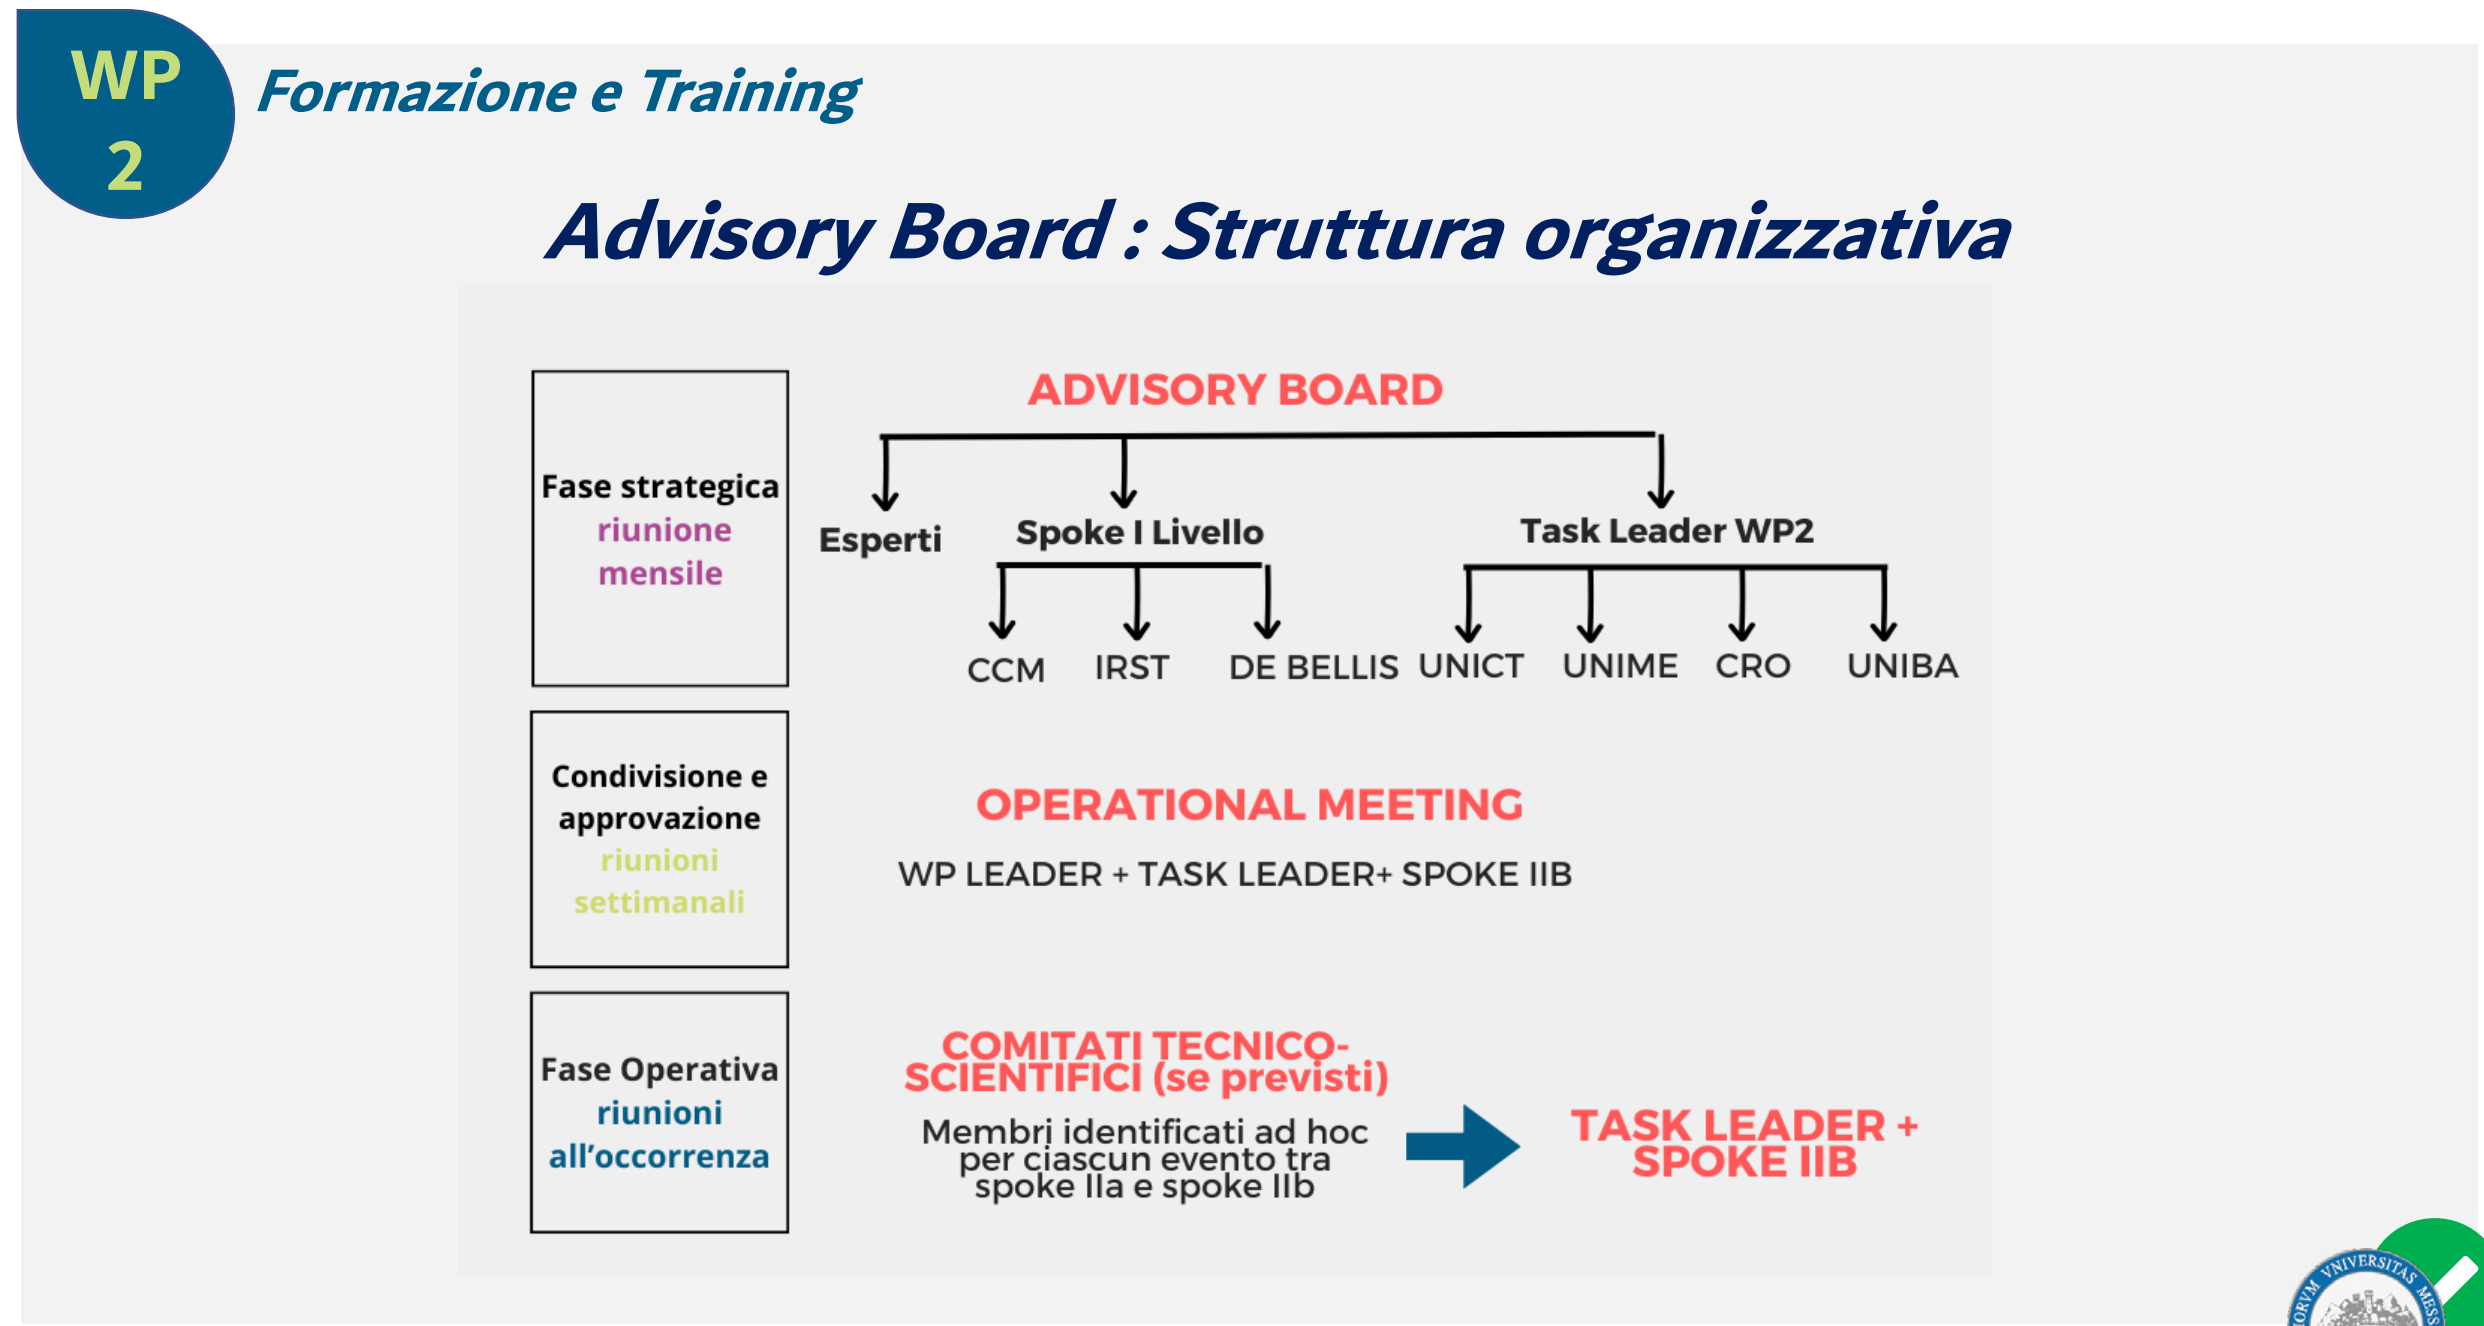 WP
2
Formazione e Training
Advisory Board : Struttura organizzativa
Fase strategica
riunione
mensile
ADVISORY BOARD
Esperti
Spoke I Livello
Task Leader WP2
CCM
IRST
DE BELLIS
UNICT
UNIME
CRO
UNIBA
Condivisione e
approvazione
riunioni
settimanali
OPERATIONAL MEETING
WP LEADER + TASK LEADER+ SPOKE IIB
Fase Operativa
riunioni
all’occorrenza
COMITATI TECNICO-
SCIENTIFICI (se previsti)
Membri identificati ad hoc
per ciascun evento tra
spoke IIa e spoke IIb
TASK LEADER +
SPOKE IIB
VNIVERSITAS